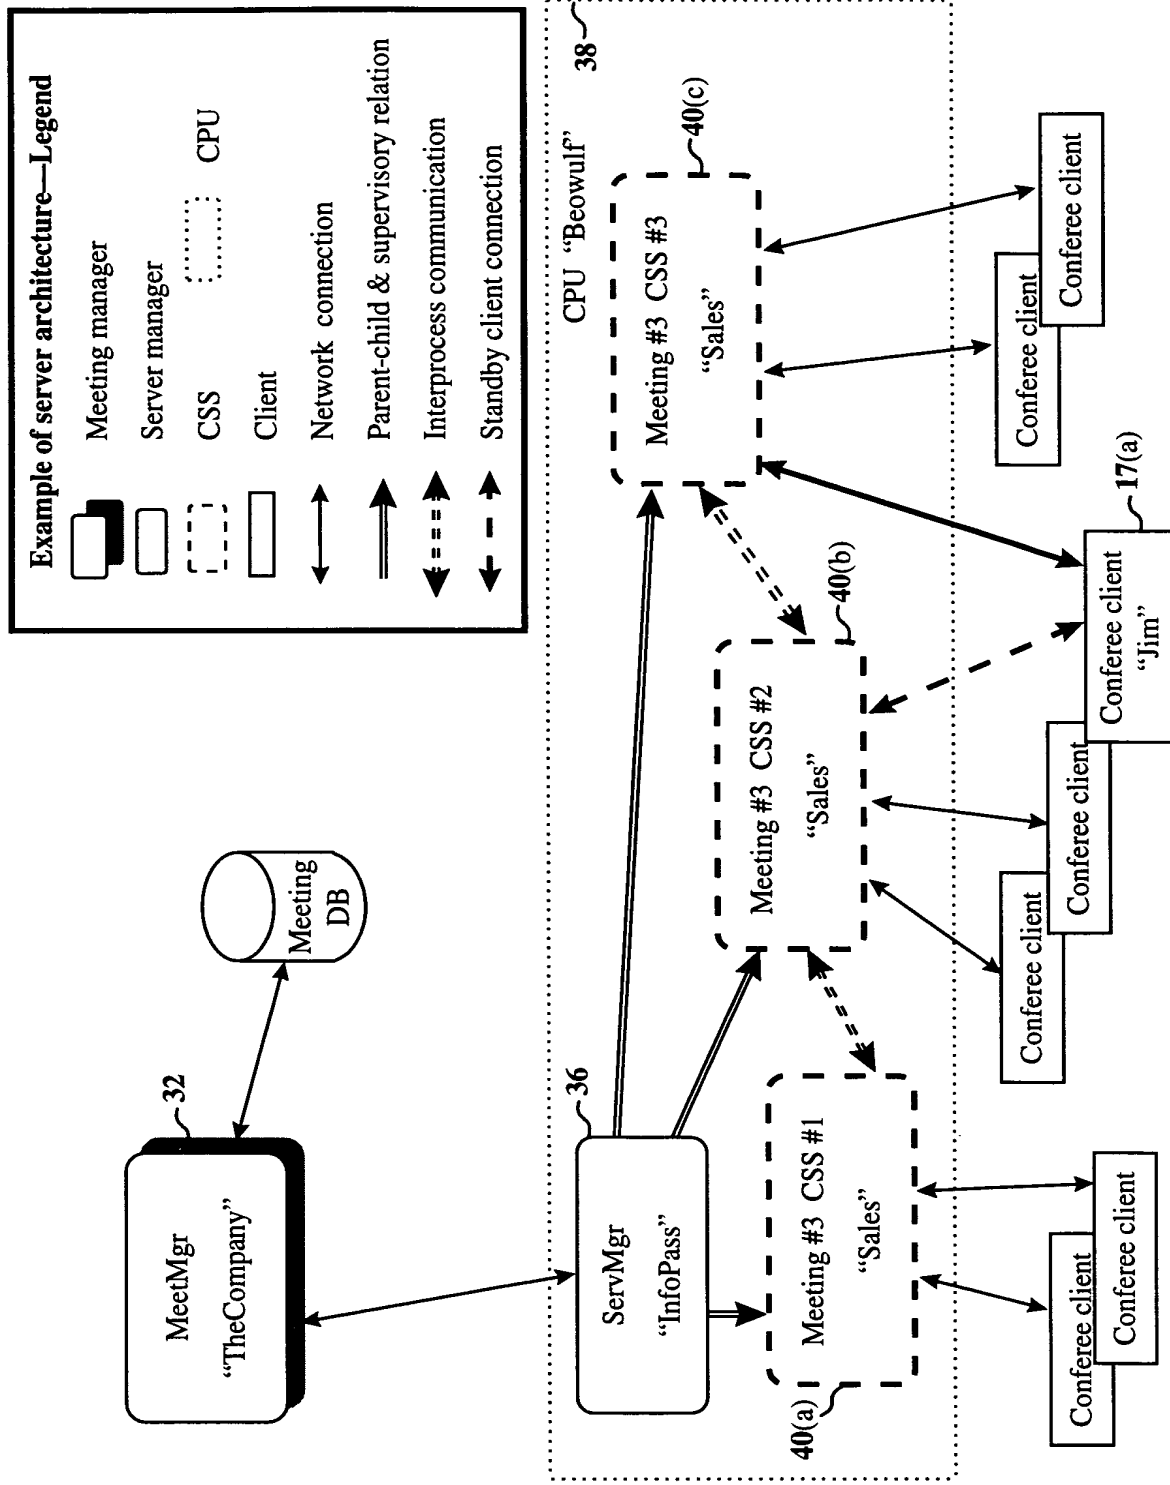 Example of server architecture—Legend
Meeting manager
Server manager
CSS
CPU
Client
Network connection
Parent-child & supervisory relation
Interprocess communication
Standby client connection
MeetMgr
“TheCompany”
32
Meeting
DB
38
CPU “Beowulf”
ServMgr
“InfoPass”
36
Meeting #3 CSS #1
“Sales”
40(a)
Meeting #3 CSS #2
“Sales”
40(b)
Meeting #3 CSS #3
“Sales”
40(c)
Conferee client
Conferee client
Conferee client
Conferee client
Conferee client
“Jim”
17(a)
Conferee client
Conferee client